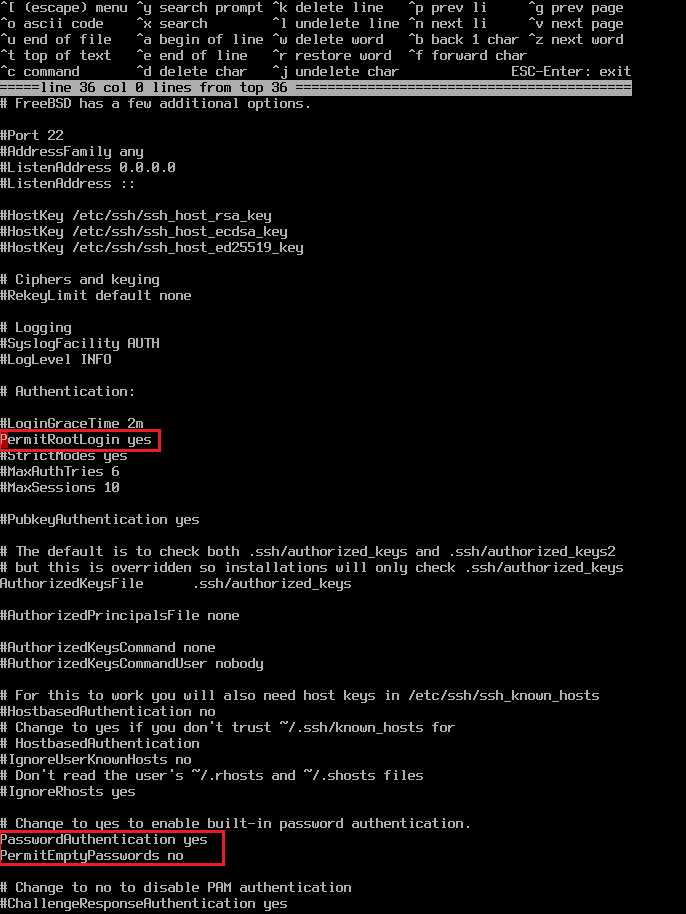 ^[ (escape) menu ^y search prompt ^k delete line ^p prev li ^g prev page
^o ascii code ^x search ^l undelete line ^n next li ^v next page
^u end of file ^a begin of line ^w delete word ^b back 1 char ^z next word
^t top of text ^e end of line ^r restore word ^f forward char
^c command ^d delete char ^j undelete char ESC-Enter: exit
=====line 36 col 0 lines from top 36 ==========================================
# FreeBSD has a few additional options.
#Port 22
#AddressFamily any
#ListenAddress 0.0.0.0
#ListenAddress ::
#HostKey /etc/ssh/ssh_host_rsa_key
#HostKey /etc/ssh/ssh_host_ecdsa_key
#HostKey /etc/ssh/ssh_host_ed25519_key
# Ciphers and keying
#RekeyLimit default none
# Logging
#SyslogFacility AUTH
#LogLevel INFO
# Authentication:
#LoginGraceTime 2m
PermitRootLogin yes
#StrictModes yes
#MaxAuthTries 6
#MaxSessions 10
#PubkeyAuthentication yes
# The default is to check both .ssh/authorized_keys and .ssh/authorized_keys2
# but this is overridden so installations will only check .ssh/authorized_keys
AuthorizedKeysFile .ssh/authorized_keys
#AuthorizedPrincipalsFile none
#AuthorizedKeysCommand none
#AuthorizedKeysCommandUser nobody
# For this to work you will also need host keys in /etc/ssh/ssh_known_hosts
#HostbasedAuthentication no
# Change to yes if you don't trust ~/.ssh/known_hosts for
# HostbasedAuthentication
#IgnoreUserKnownHosts no
# Don't read the user's ~/.rhosts and ~/.shosts files
#IgnoreRhosts yes
# Change to yes to enable built-in password authentication.
PasswordAuthentication yes
PermitEmptyPasswords no
# Change to no to disable PAM authentication
#ChallengeResponseAuthentication yes